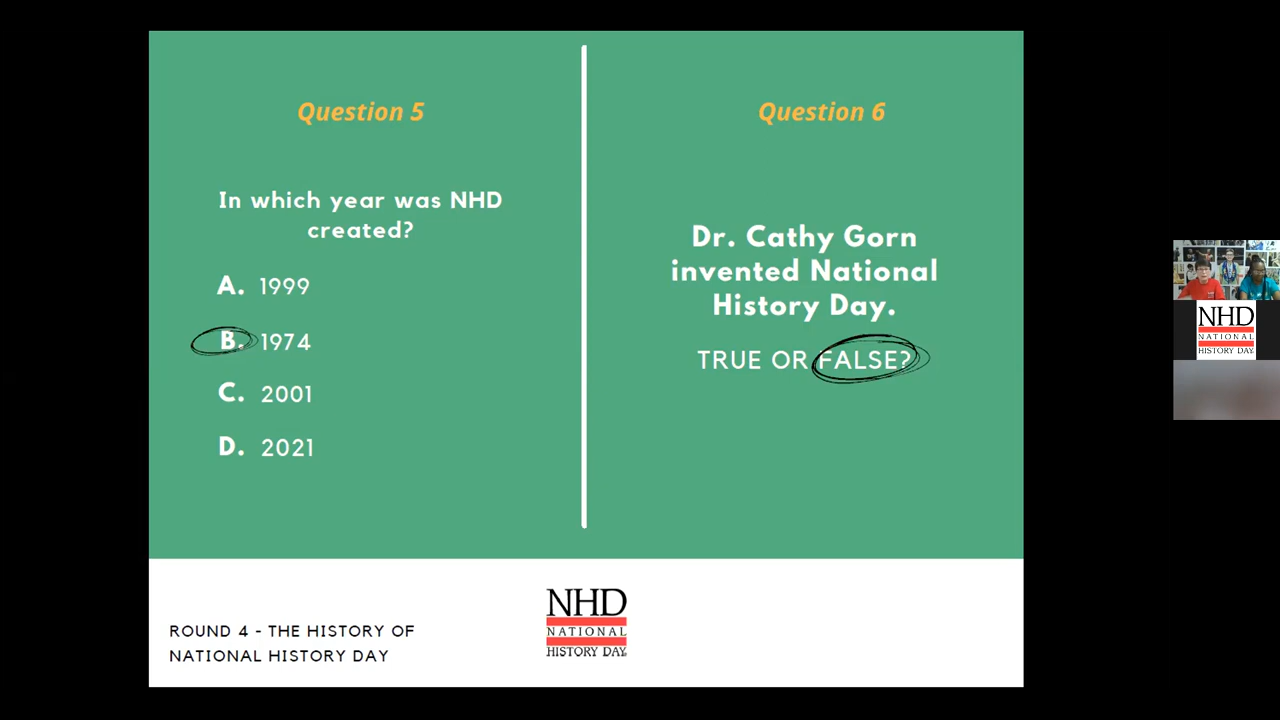 Question 5
In which year was NHD
created?
A. 1999
B. 1974
C. 2001
D. 2021
Question 6
Dr. Cathy Gorn
invented National
History Day.
TRUE OR FALSE?
ROUND 4 - THE HISTORY OF
NATIONAL HISTORY DAY
NHD
NATIONAL
HISTORY DAY
NHD
NATIONAL
HISTORY DAY